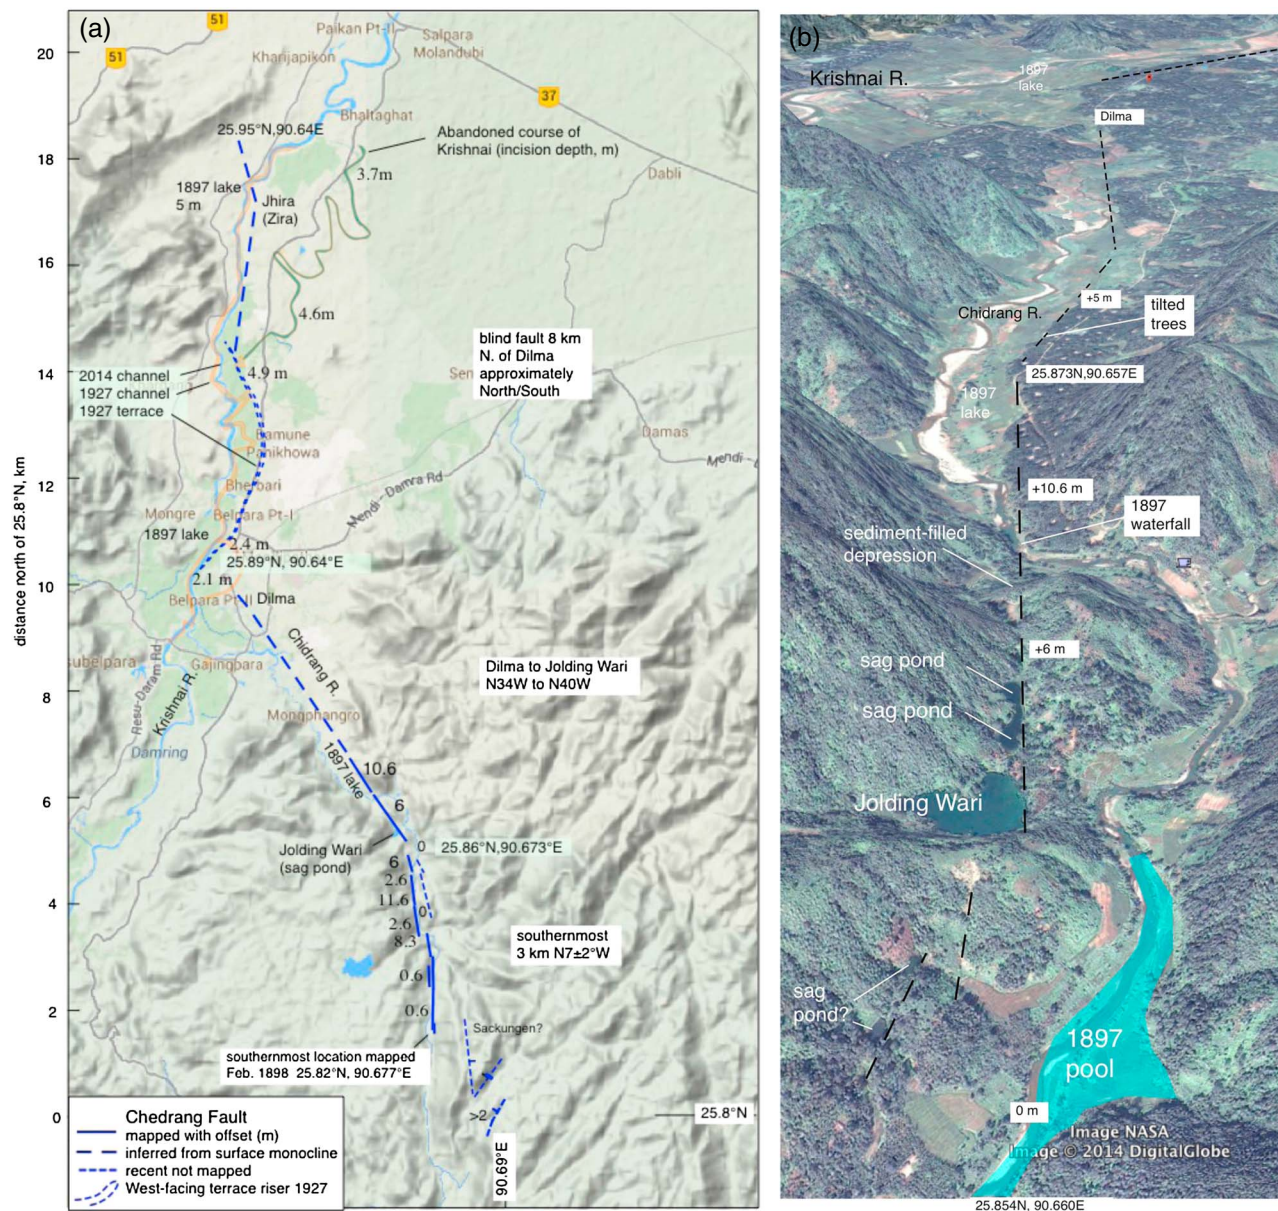 (a)
51
51
20
Paikan Pt-II
Salpara
Molandubi
Kharijapikon
37
Bhaltaghat
25.95°N,90.64E
Abandoned course of
Krishnai (incision depth, m)
18
3.7m
Dabli
1897 lake
5 m
Jhira
(Zira)
16
4.6m
blind fault 8 km
N. of Dilma
approximately
North/South
14
2014 channel
1927 channel
1927 terrace
4.9 m
Sen
Bamune
Panikhowa
Damas
Mendi-
12
Bherbari
Mendi-Damra Rd
Mongre
Belpara Pt-I
1897 lake
2.4 m
25.89°N, 90.64°E
10
2.1 m
Belpara Pt-II
Dilma
distance north of 25.8°N, km
Chidrang R.
subelpara
Gajingpara
Resu-Daram Rd
Krishnai R.
Dilma to Jolding Wari
N34W to N40W
8
Mongphangro
Damring
1897 lake
10.6
6
6
Jolding Wari
(sag pond)
0
25.86°N,90.673°E
6
2.6
11.6
4
0
2.6
8.3
southernmost
3 km N7±2°W
0.6
2
0.6
Sackungen?
southernmost location mapped
Feb. 1898 25.82°N, 90.677°E
0
>2
25.8°N
90.69°E
Chedrang Fault
mapped with offset (m)
inferred from surface monocline
recent not mapped
West-facing terrace riser 1927
(b)
Krishnai R.
1897
lake
Dilma
+5 m
Chidrang R.
tilted
trees
25.873N,90.657E
1897
lake
+10.6 m
1897
waterfall
sediment-filled
depression
+6 m
sag pond
sag pond
Jolding Wari
sag
pond?
1897
pool
0 m
Image NASA
Image © 2014 DigitalGlobe
25.854N, 90.660E